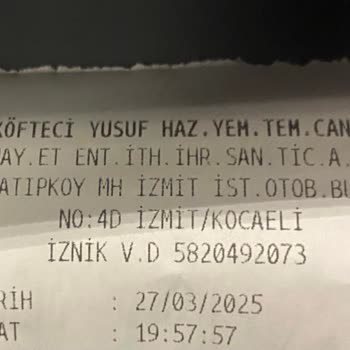 KÖFTECİ YUSUF HAZ.YEM.TEM.CAN
AY.ET ENT.İTH.İHR.SAN.TİC.A.
ATIPKOY MH İZMİT İST.OTOB.BU
NO:4D İZMİT/KOCAELİ
İZNİK V.D 5820492073
RİH : 27/03/2025
AT : 19:57:57